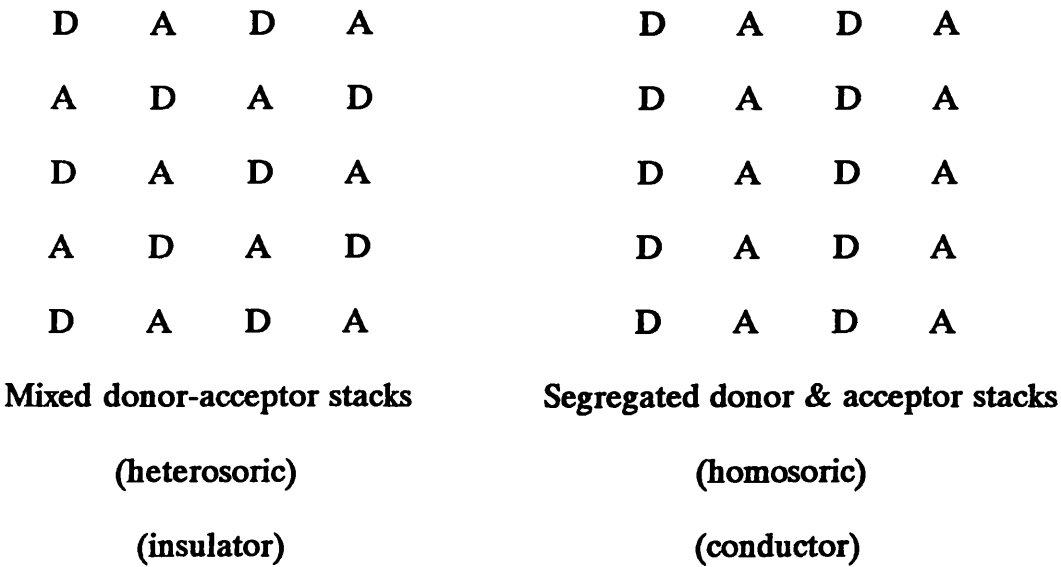 D A D A D A D A
A D A D D A D A
D A D A D A D A
A D A D D A D A
D A D A D A D A
Mixed donor-acceptor stacks Segregated donor & acceptor stacks
(heterosoric) (homosoric)
(insulator) (conductor)